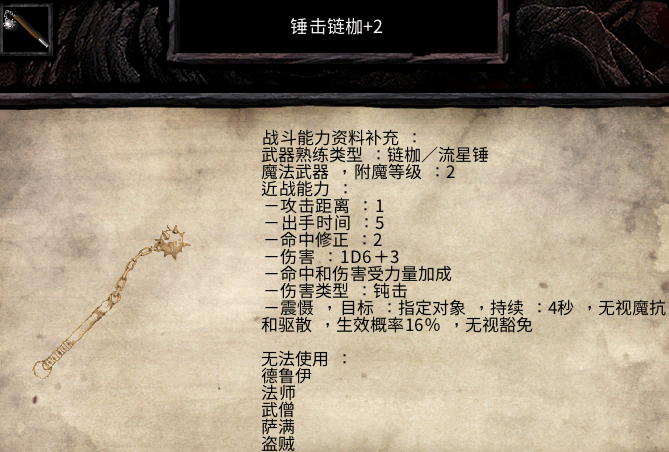 锤击链枷+2
战斗能力资料补充 ：
武器熟练类型 ：链枷／流星锤
魔法武器 ，附魔等级 ：2
近战能力 ：
－攻击距离 ：1
－出手时间 ：5
－命中修正 ：2
－伤害 ：1D6＋3
－命中和伤害受力量加成
－伤害类型 ：钝击
－震慑 ，目标 ：指定对象 ，持续 ：4秒 ，无视魔抗
和驱散 ，生效概率16% ，无视豁免
无法使用 ：
德鲁伊
法师
武僧
萨满
盗贼